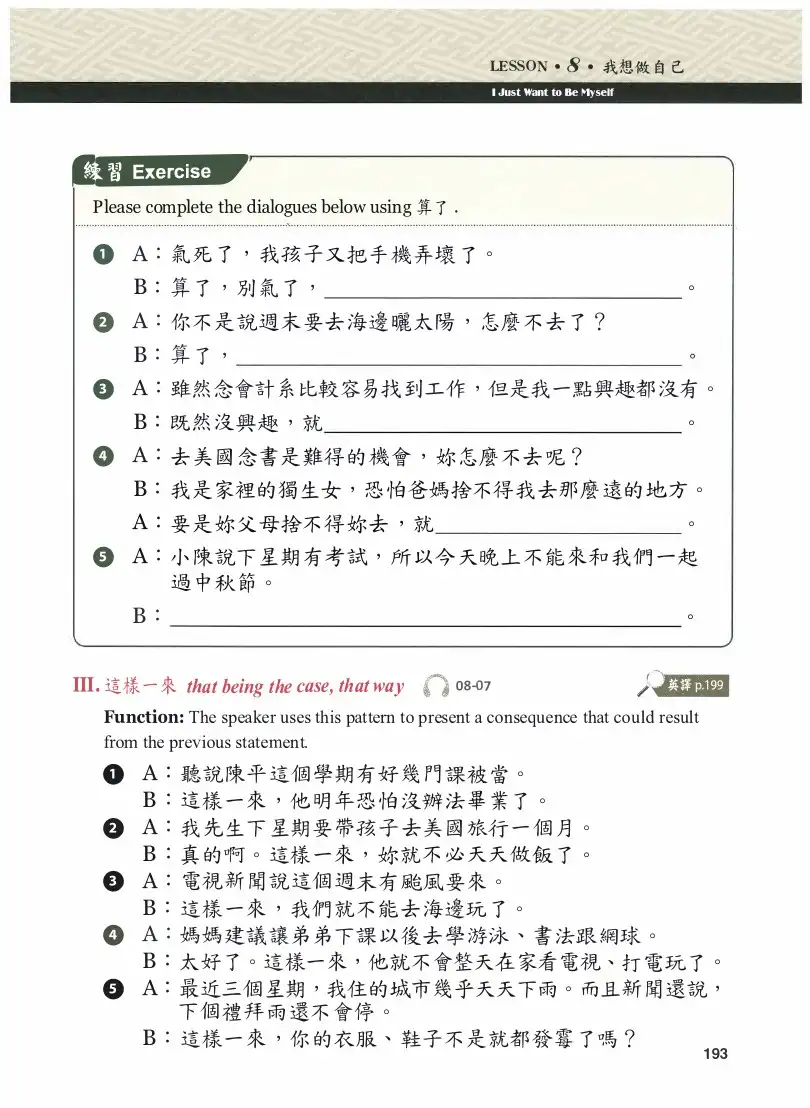 LESSON • 8 • 我想做自己
I Just Want to Be Myself
練習 Exercise
Please complete the dialogues below using 算了 .
1 A：氣死了，我孩子又把手機弄壞了。
B：算了，別氣了，________________。
2 A：你不是說週末要去海邊曬太陽，怎麼不去了？
B：算了，________________。
3 A：雖然念會計系比較容易找到工作，但是我一點興趣都沒有。
B：既然沒興趣，就________________。
4 A：去美國念書是難得的機會，妳怎麼不去呢？
B：我是家裡的獨生女，恐怕爸媽捨不得我去那麼遠的地方。
A：要是妳父母捨不得妳去，就________________。
5 A：小陳說下星期有考試，所以今天晚上不能來和我們一起
過中秋節。
B：________________。
III. 這樣一來 that being the case, that way 08-07 英譯 p.199
Function: The speaker uses this pattern to present a consequence that could result
from the previous statement.
1 A：聽說陳平這個學期有好幾門課被當。
B：這樣一來，他明年恐怕沒辦法畢業了。
2 A：我先生下星期要帶孩子去美國旅行一個月。
B：真的啊。這樣一來，妳就不必天天做飯了。
3 A：電視新聞說這個週末有颱風要來。
B：這樣一來，我們就不能去海邊玩了。
4 A：媽媽建議讓弟弟下課以後去學游泳、書法跟網球。
B：太好了。這樣一來，他就不會整天在家看電視、打電玩了。
5 A：最近三個星期，我住的城市幾乎天天下雨。而且新聞還說，
下個禮拜雨還不會停。
B：這樣一來，你的衣服、鞋子不是就都發霉了嗎？
193